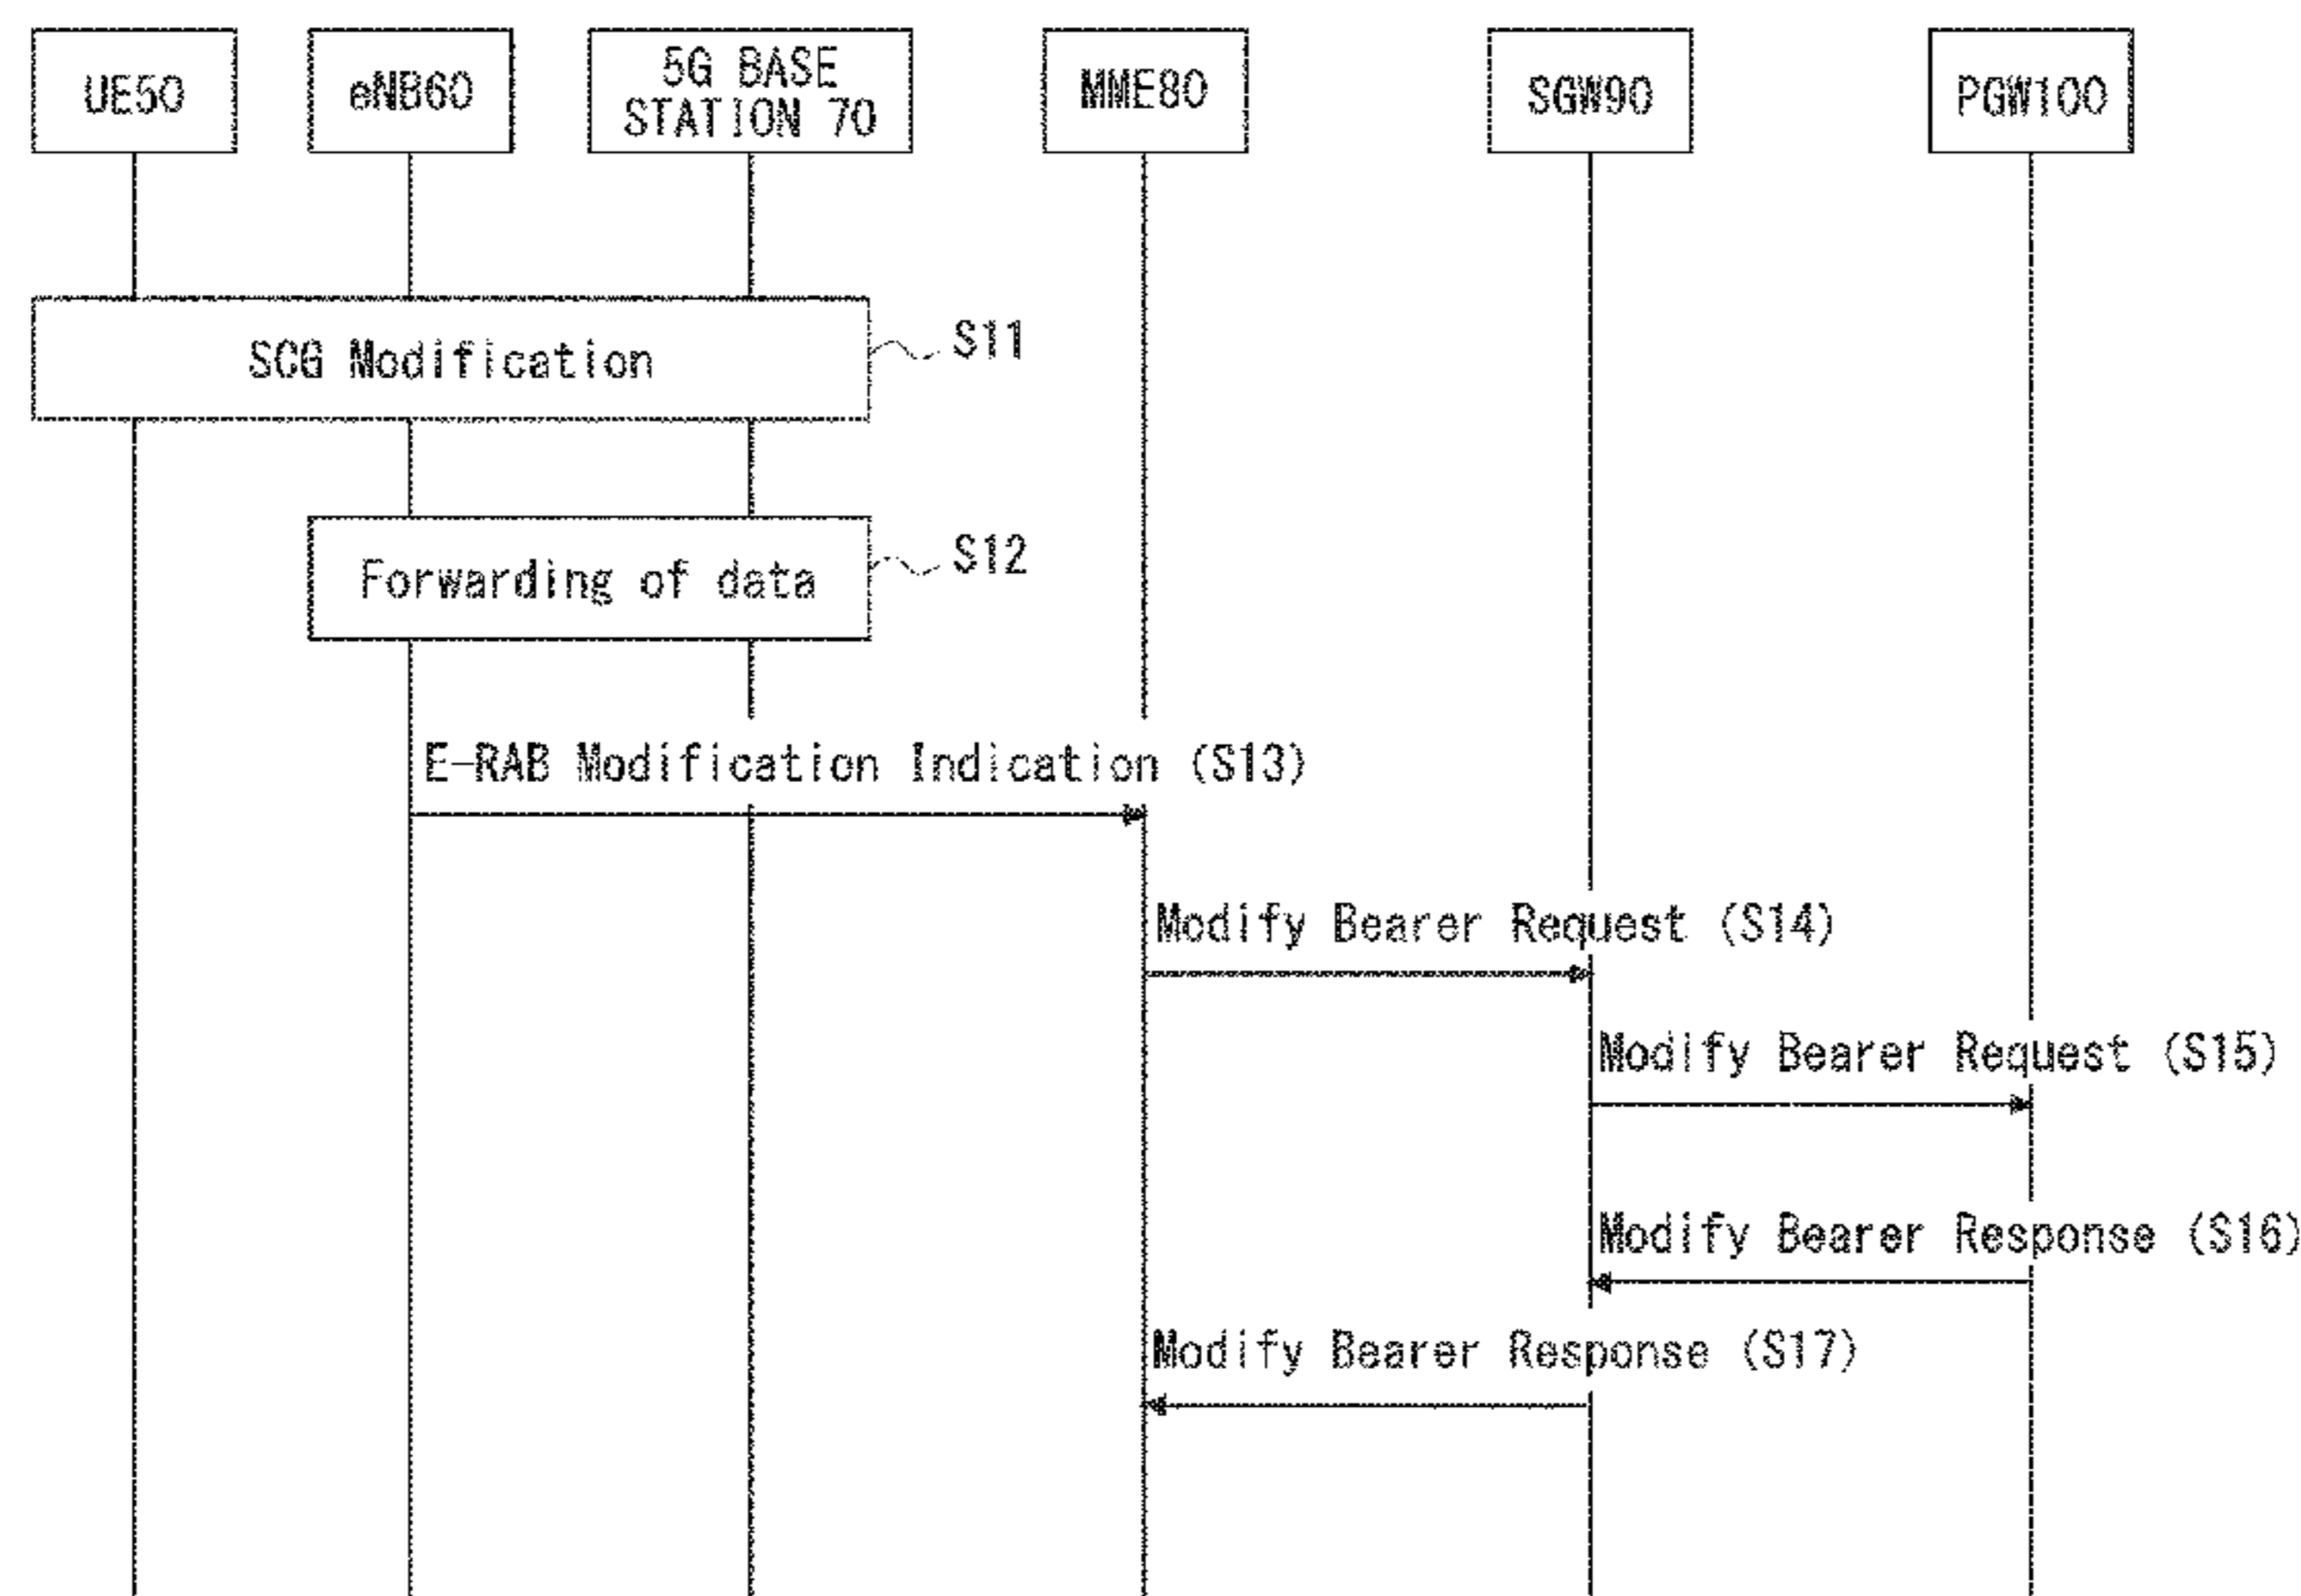 UE50
eNB60
5G BASE
STATION 70
MME80
SGW90
PGW100
SCG Modification
S11
Forwarding of data
S12
E-RAB Modification Indication (S13)
Modify Bearer Request (S14)
Modify Bearer Request (S15)
Modify Bearer Response (S16)
Modify Bearer Response (S17)